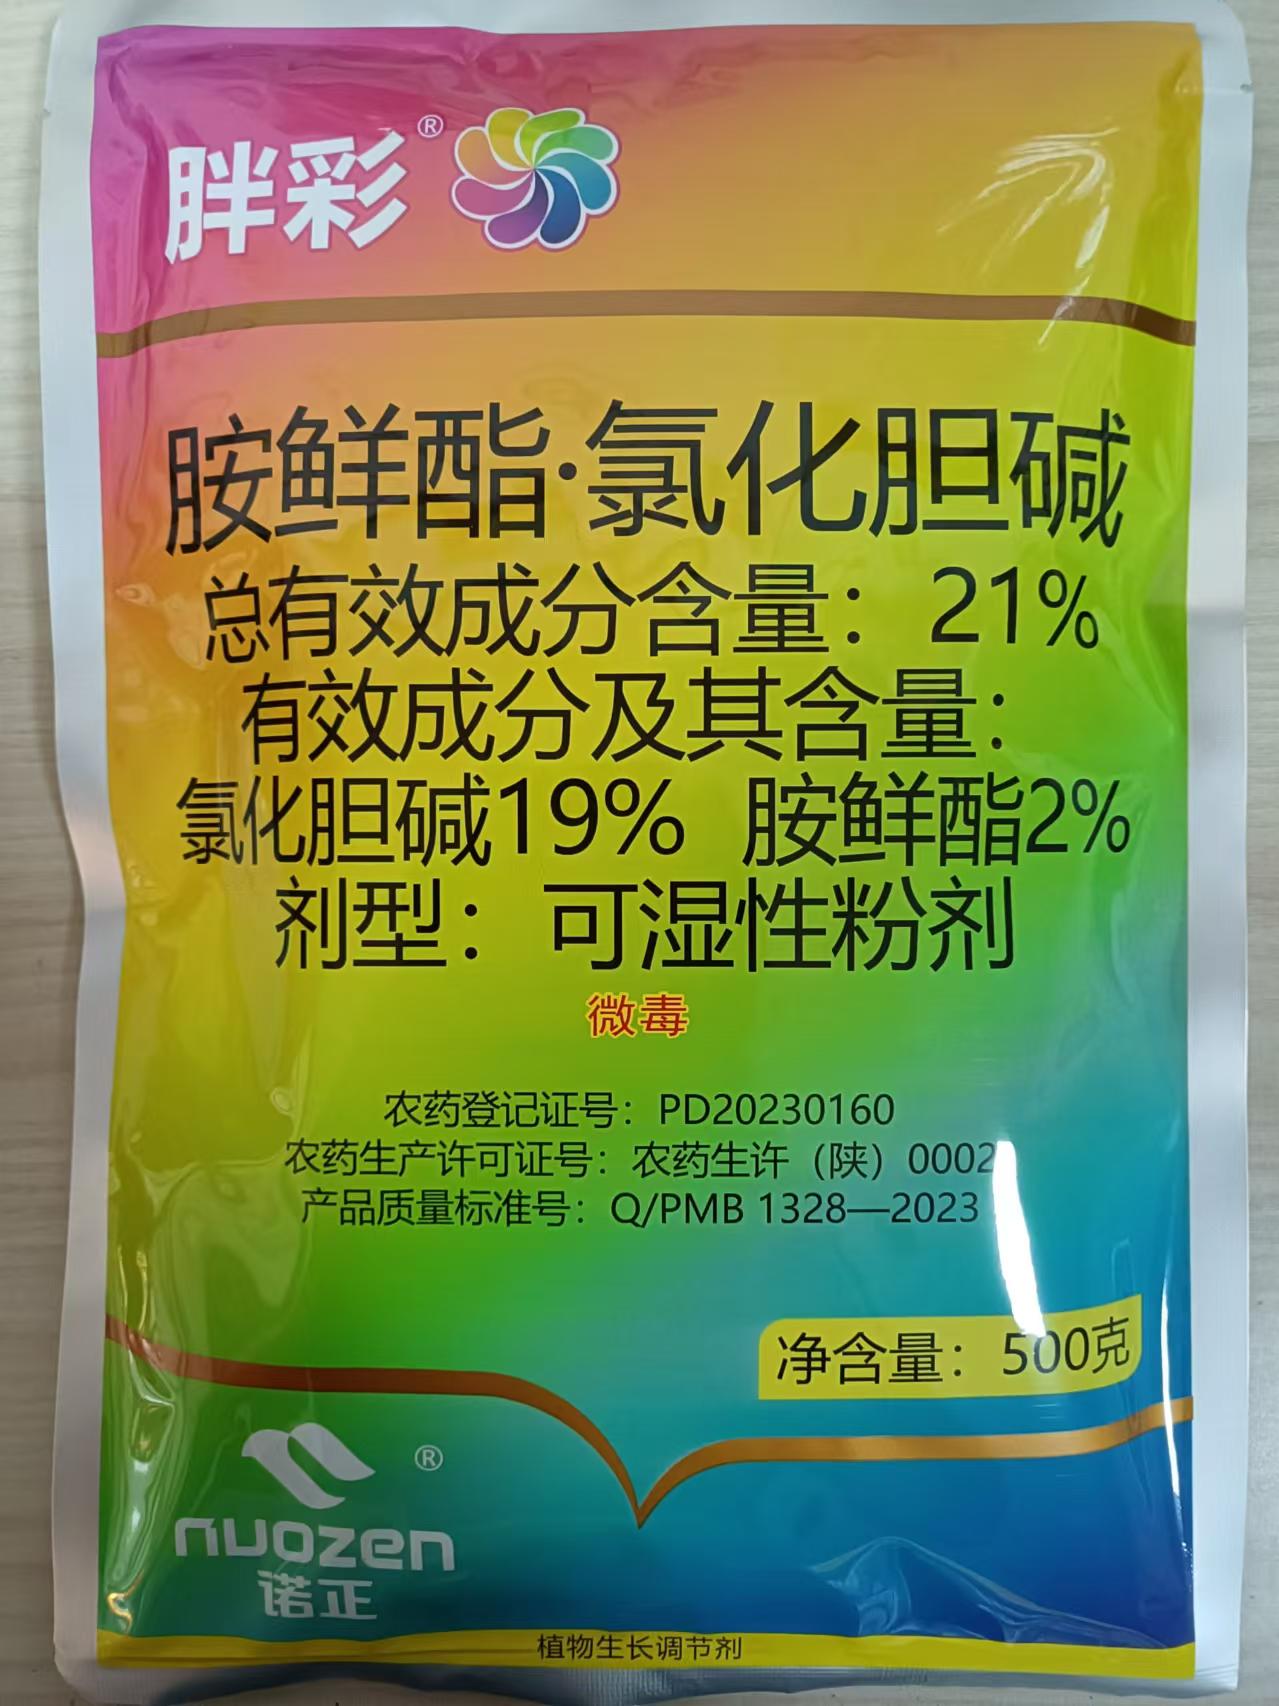 胖彩®
胺鲜酯·氯化胆碱
总有效成分含量：21%
有效成分及其含量：
氯化胆碱19% 胺鲜酯2%
剂型：可湿性粉剂
微毒
农药登记证号：PD20230160
农药生产许可证号：农药生许（陕）0002
产品质量标准号：Q/PMB 1328—2023
净含量：500克
®
nuozen
诺正
植物生长调节剂